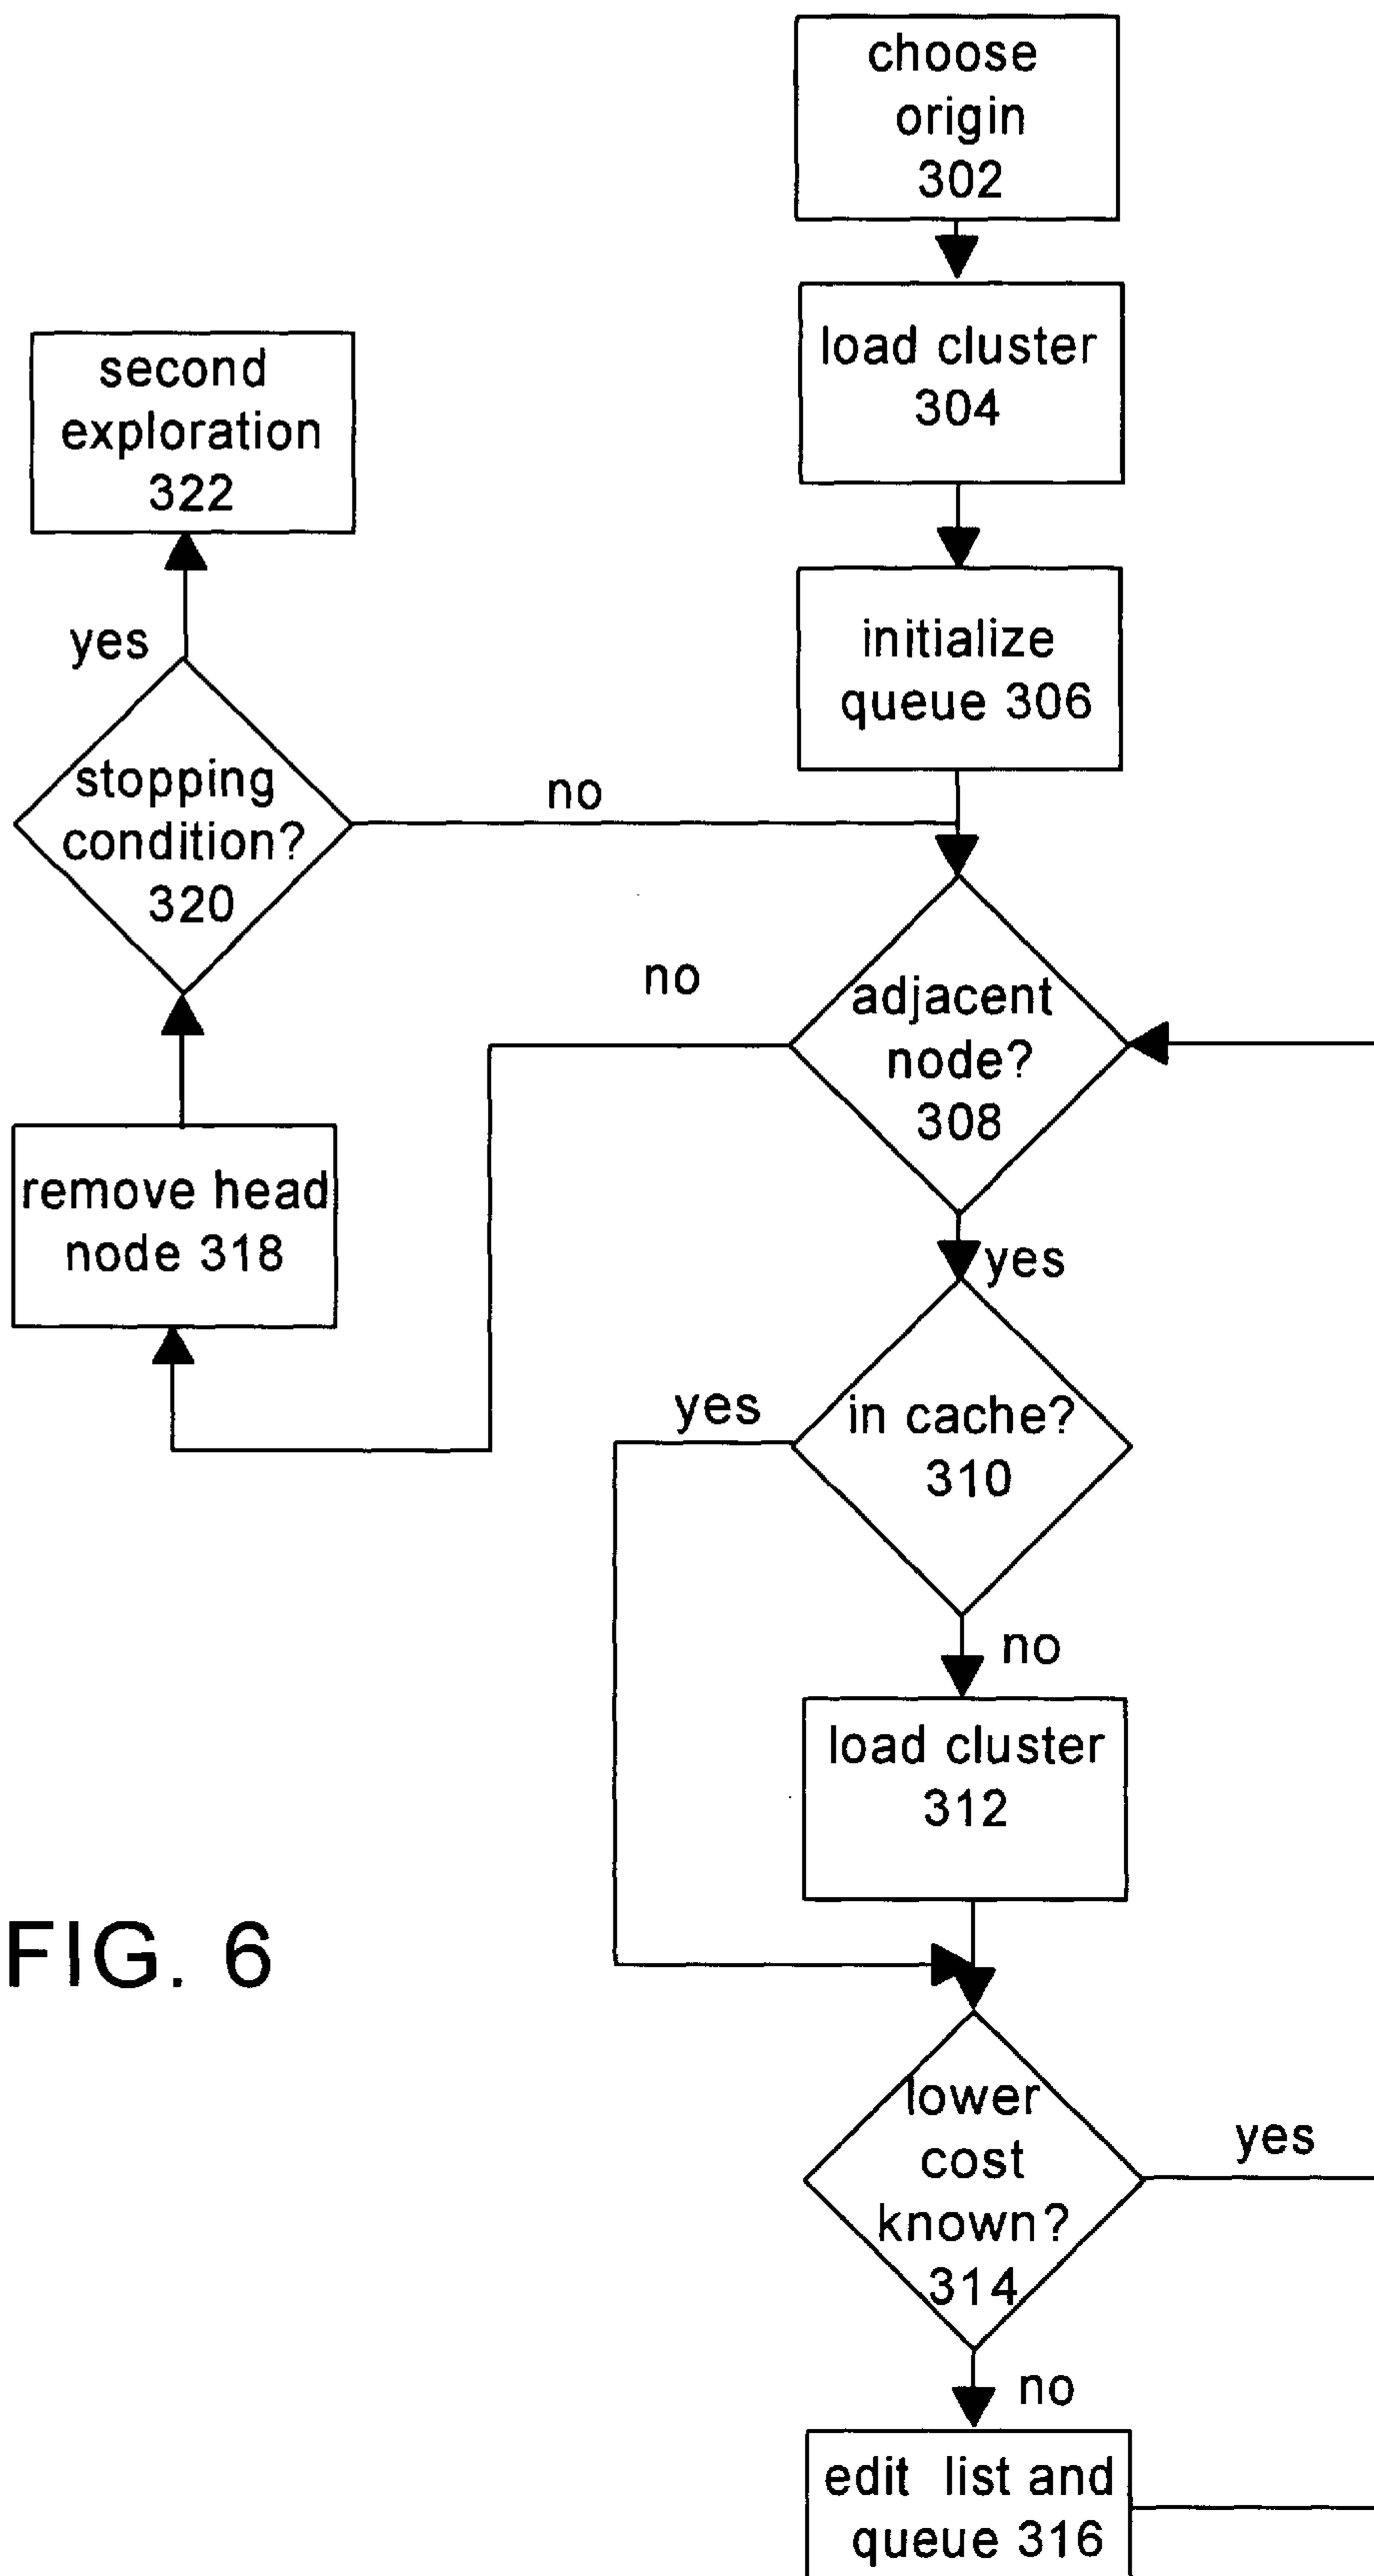 choose
origin
302
load cluster
304
second
exploration
322
initialize
queue 306
yes
stopping
condition?
320
no
no
adjacent
node?
308
remove head
node 318
yes
yes
in cache?
310
no
load cluster
312
FIG. 6
lower
cost
known?
314
yes
no
edit list and
queue 316